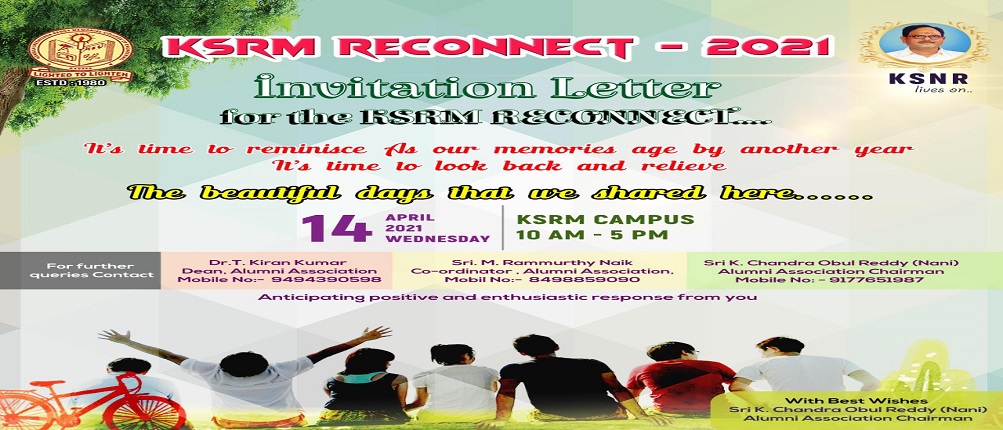 KSRM RECONNECT - 2021
LIGHTED TO LIGHTEN
ESTD : 1980
KSNR
lives on..
Invitation Letter
for the KSRM RECONNECT....
It's time to reminisce As our memories age by another year
It's time to look back and relieve
The beautiful days that we shared here......
14 APRIL
2021
WEDNESDAY
KSRM CAMPUS
10 AM - 5 PM
For further
queries Contact
Dr.T. Kiran Kumar
Dean, Alumni Association
Mobile No:- 9494390598
Sri. M. Rammurthy Naik
Co-ordinator , Alumni Association,
Mobil No:- 8498859090
Sri K. Chandra Obul Reddy (Nani)
Alumni Association Chairman
Mobile No: - 9177651987
Anticipating positive and enthusiastic response from you
With Best Wishes
Sri K. Chandra Obul Reddy (Nani)
Alumni Association Chairman